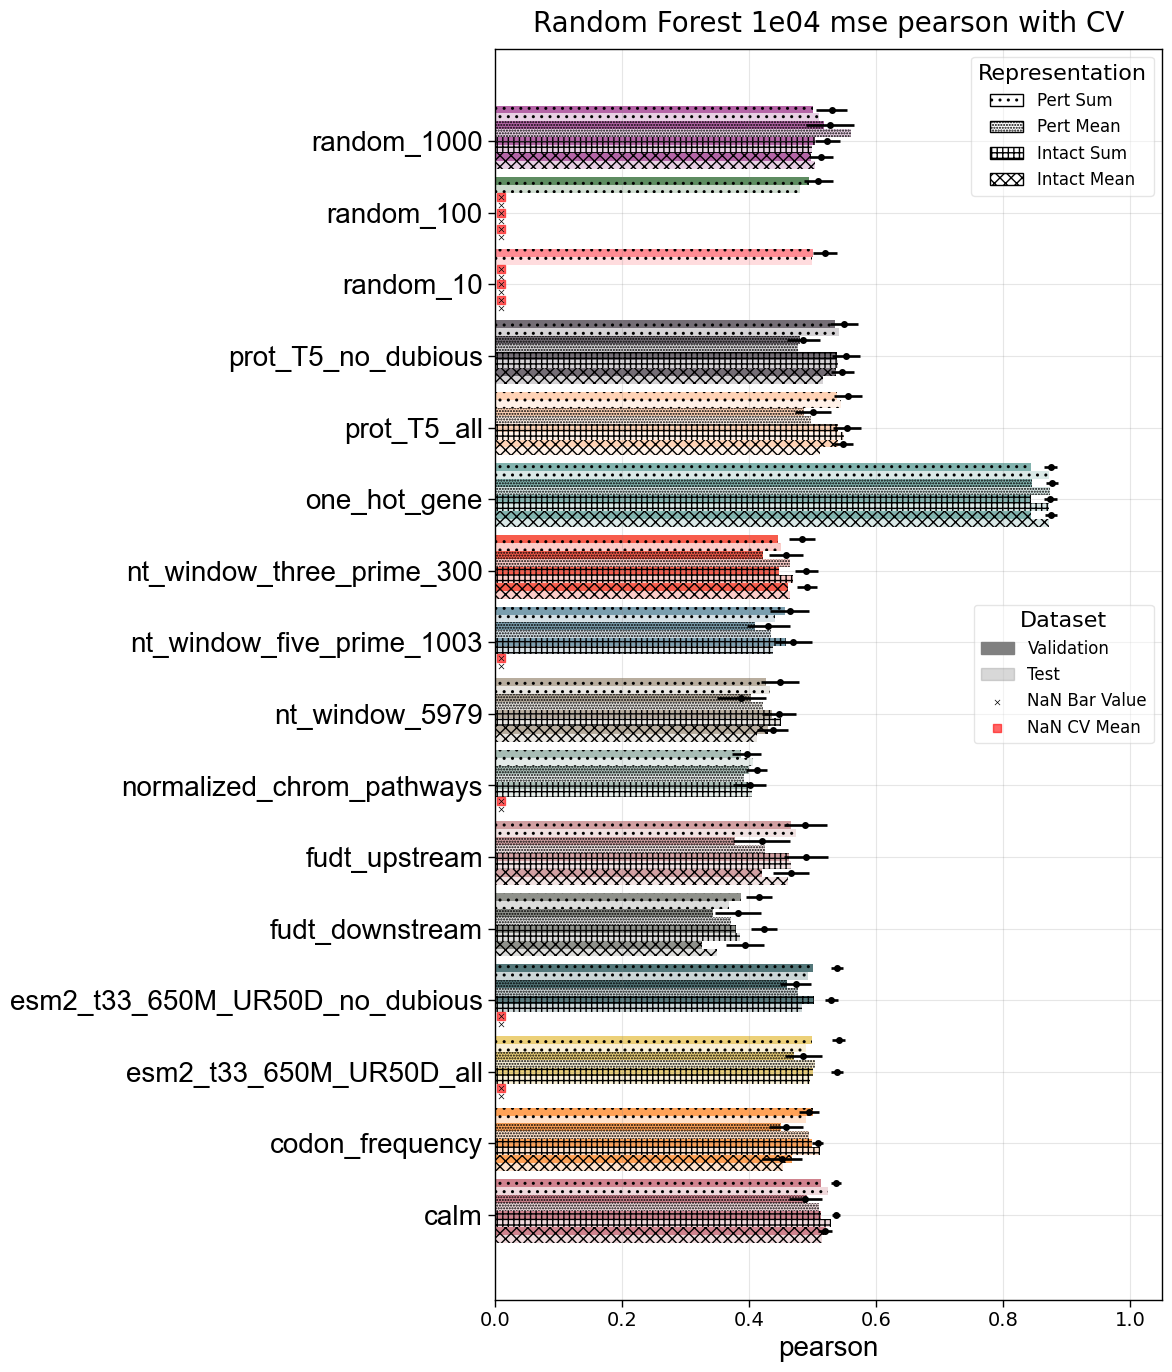 Random Forest 1e04 mse pearson with CV
Representation
Pert Sum
Pert Mean
Intact Sum
Intact Mean
random_1000
random_100
random_10
prot_T5_no_dubious
prot_T5_all
one_hot_gene
nt_window_three_prime_300
nt_window_five_prime_1003
nt_window_5979
normalized_chrom_pathways
fudt_upstream
fudt_downstream
esm2_t33_650M_UR50D_no_dubious
esm2_t33_650M_UR50D_all
codon_frequency
calm
Dataset
Validation
Test
NaN Bar Value
NaN CV Mean
0.0 0.2 0.4 0.6 0.8 1.0
pearson